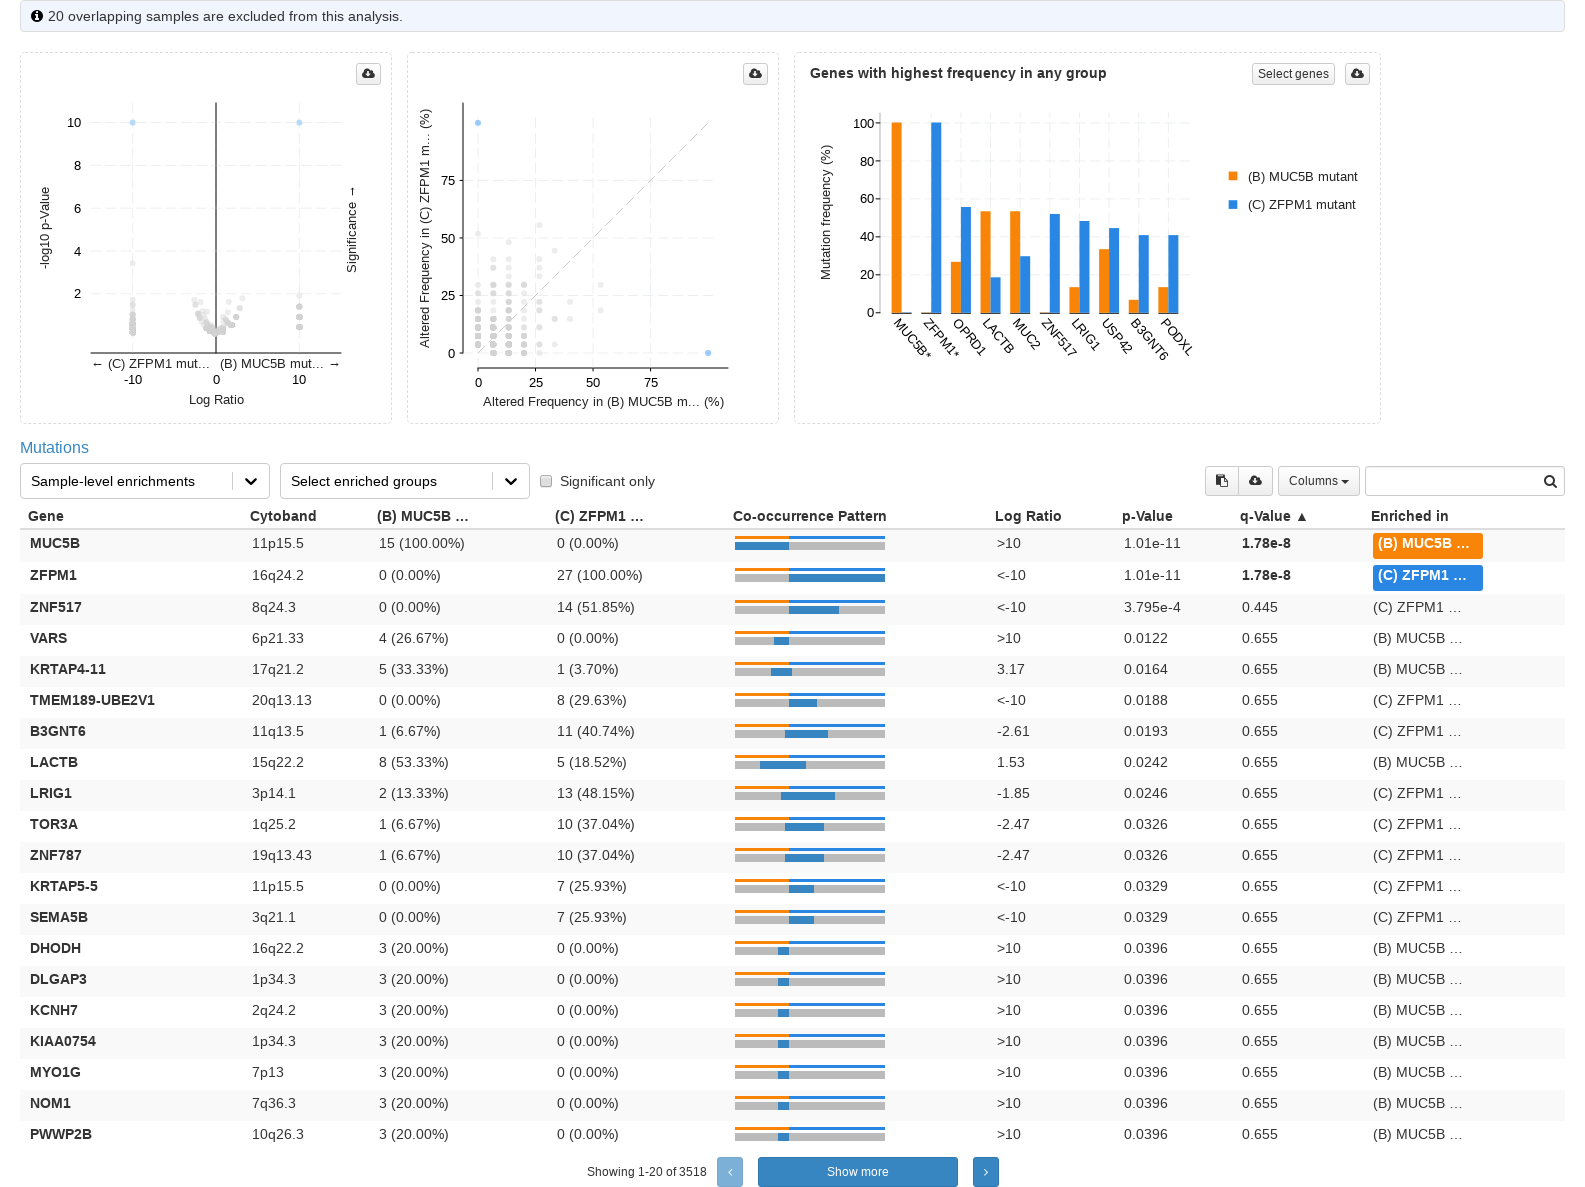 20 overlapping samples are excluded from this analysis.
10
8
6
4
2
-log10 p-Value
Significance →
← (C) ZFPM1 mut… (B) MUC5B mut… →
-10 0 10
Log Ratio
Altered Frequency in (C) ZFPM1 m… (%)
75
50
25
0
0 25 50 75
Altered Frequency in (B) MUC5B m… (%)
Genes with highest frequency in any group
Select genes
Mutation frequency (%)
100
80
60
40
20
0
MUC5B* ZFPM1* OPRD1 LACTB MUC2 ZNF517 LRIG1 USP42 B3GNT6 PODXL
(B) MUC5B mutant
(C) ZFPM1 mutant
Mutations
Sample-level enrichments Select enriched groups Significant only Columns
Gene Cytoband (B) MUC5B … (C) ZFPM1 … Co-occurrence Pattern Log Ratio p-Value q-Value ▲ Enriched in
MUC5B 11p15.5 15 (100.00%) 0 (0.00%) >10 1.01e-11 1.78e-8 (B) MUC5B …
ZFPM1 16q24.2 0 (0.00%) 27 (100.00%) <-10 1.01e-11 1.78e-8 (C) ZFPM1 …
ZNF517 8q24.3 0 (0.00%) 14 (51.85%) <-10 3.795e-4 0.445 (C) ZFPM1 …
VARS 6p21.33 4 (26.67%) 0 (0.00%) >10 0.0122 0.655 (B) MUC5B …
KRTAP4-11 17q21.2 5 (33.33%) 1 (3.70%) 3.17 0.0164 0.655 (B) MUC5B …
TMEM189-UBE2V1 20q13.13 0 (0.00%) 8 (29.63%) <-10 0.0188 0.655 (C) ZFPM1 …
B3GNT6 11q13.5 1 (6.67%) 11 (40.74%) -2.61 0.0193 0.655 (C) ZFPM1 …
LACTB 15q22.2 8 (53.33%) 5 (18.52%) 1.53 0.0242 0.655 (B) MUC5B …
LRIG1 3p14.1 2 (13.33%) 13 (48.15%) -1.85 0.0246 0.655 (C) ZFPM1 …
TOR3A 1q25.2 1 (6.67%) 10 (37.04%) -2.47 0.0326 0.655 (C) ZFPM1 …
ZNF787 19q13.43 1 (6.67%) 10 (37.04%) -2.47 0.0326 0.655 (C) ZFPM1 …
KRTAP5-5 11p15.5 0 (0.00%) 7 (25.93%) <-10 0.0329 0.655 (C) ZFPM1 …
SEMA5B 3q21.1 0 (0.00%) 7 (25.93%) <-10 0.0329 0.655 (C) ZFPM1 …
DHODH 16q22.2 3 (20.00%) 0 (0.00%) >10 0.0396 0.655 (B) MUC5B …
DLGAP3 1p34.3 3 (20.00%) 0 (0.00%) >10 0.0396 0.655 (B) MUC5B …
KCNH7 2q24.2 3 (20.00%) 0 (0.00%) >10 0.0396 0.655 (B) MUC5B …
KIAA0754 1p34.3 3 (20.00%) 0 (0.00%) >10 0.0396 0.655 (B) MUC5B …
MYO1G 7p13 3 (20.00%) 0 (0.00%) >10 0.0396 0.655 (B) MUC5B …
NOM1 7q36.3 3 (20.00%) 0 (0.00%) >10 0.0396 0.655 (B) MUC5B …
PWWP2B 10q26.3 3 (20.00%) 0 (0.00%) >10 0.0396 0.655 (B) MUC5B …
Showing 1-20 of 3518 ‹ Show more ›